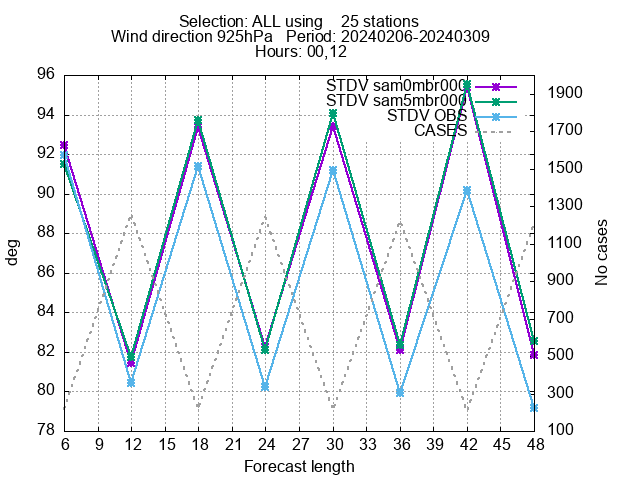 Selection: ALL using    25 stations
Wind direction 925hPa   Period: 20240206-20240309
Hours: 00,12
STDV sam0mbr000
STDV sam5mbr000
STDV OBS
CASES
96
94
92
90
88
86
84
82
80
78
deg
1900
1700
1500
1300
1100
900
700
500
300
100
No cases
6 9 12 15 18 21 24 27 30 33 36 39 42 45 48
Forecast length